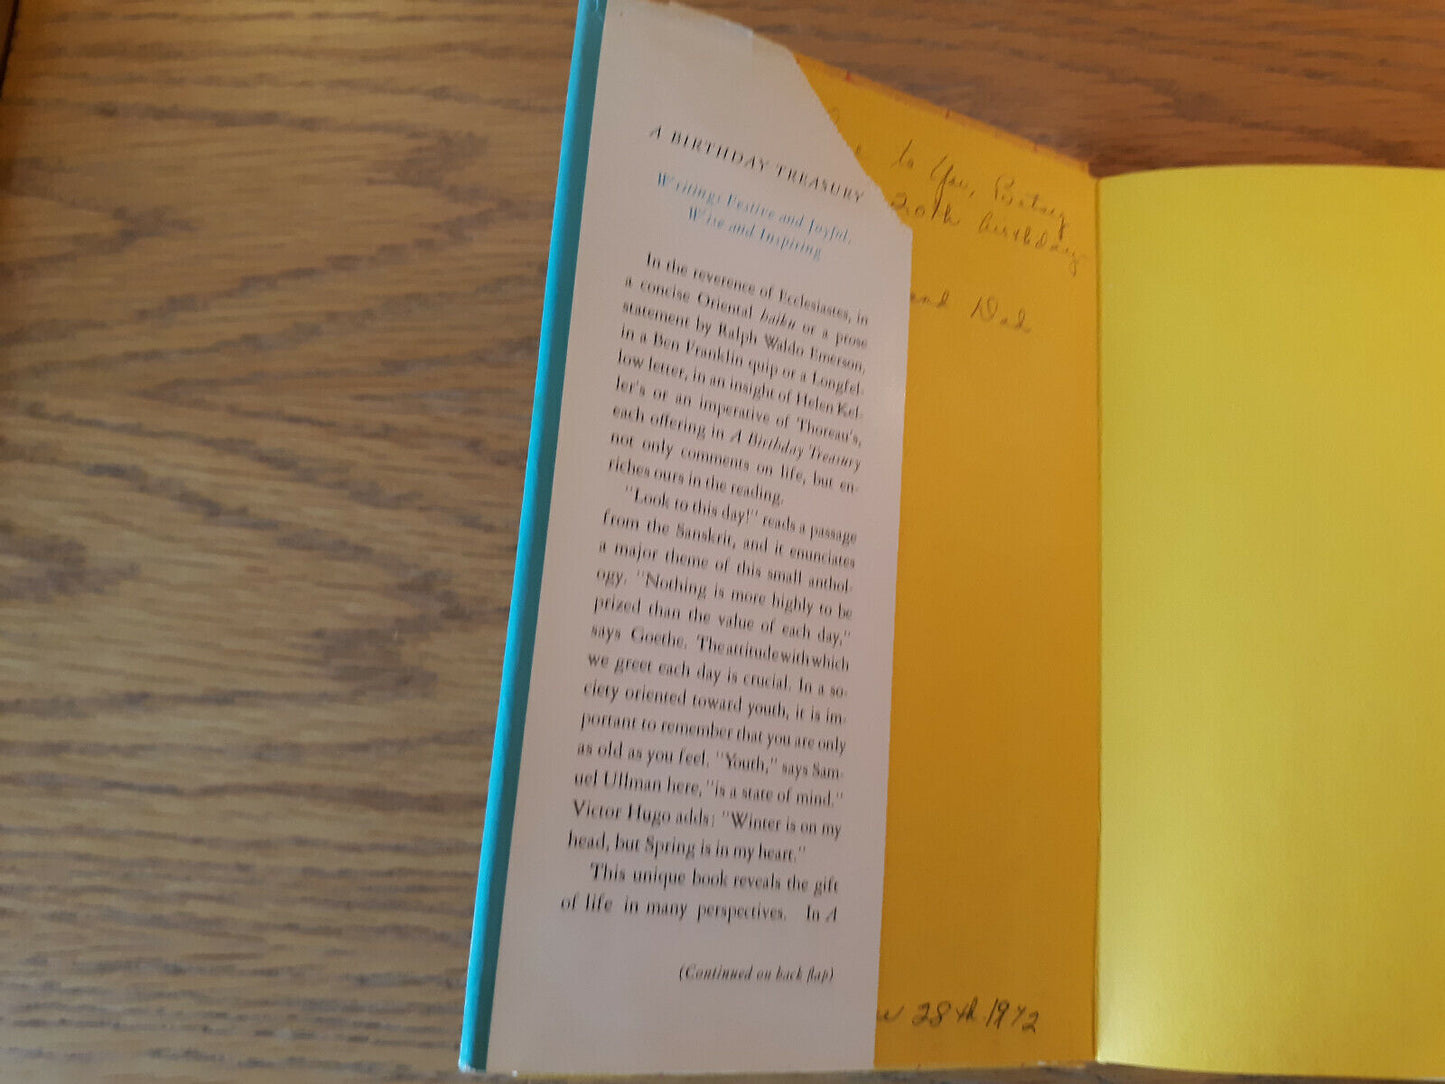 A BIRTHDAY TREASURY
Writings Festive and Joyful,
Wise and Inspiring
In the reverence of Ecclesiastes, in
a concise Oriental haiku or a prose
statement by Ralph Waldo Emerson,
in a Ben Franklin quip or a Longfel-
low letter, in an insight of Helen Kel-
ler's or an imperative of Thoreau's,
each offering in A Birthday Treasury
not only comments on life, but en-
riches ours in the reading.
"Look to this day!" reads a passage
from the Sanskrit, and it enunciates
a major theme of this small anthol-
ogy. "Nothing is more highly to be
prized than the value of each day,"
says Goethe. The attitude with which
we greet each day is crucial. In a so-
ciety oriented toward youth, it is im-
portant to remember that you are only
as old as you feel. "Youth," says Sam-
uel Ullman here, "is a state of mind."
Victor Hugo adds: "Winter is on my
head, but Spring is in my heart."
This unique book reveals the gift
of life in many perspectives. In A
(Continued on back flap)
to You, Betsey
20th birthday
and Dad
28th 1972